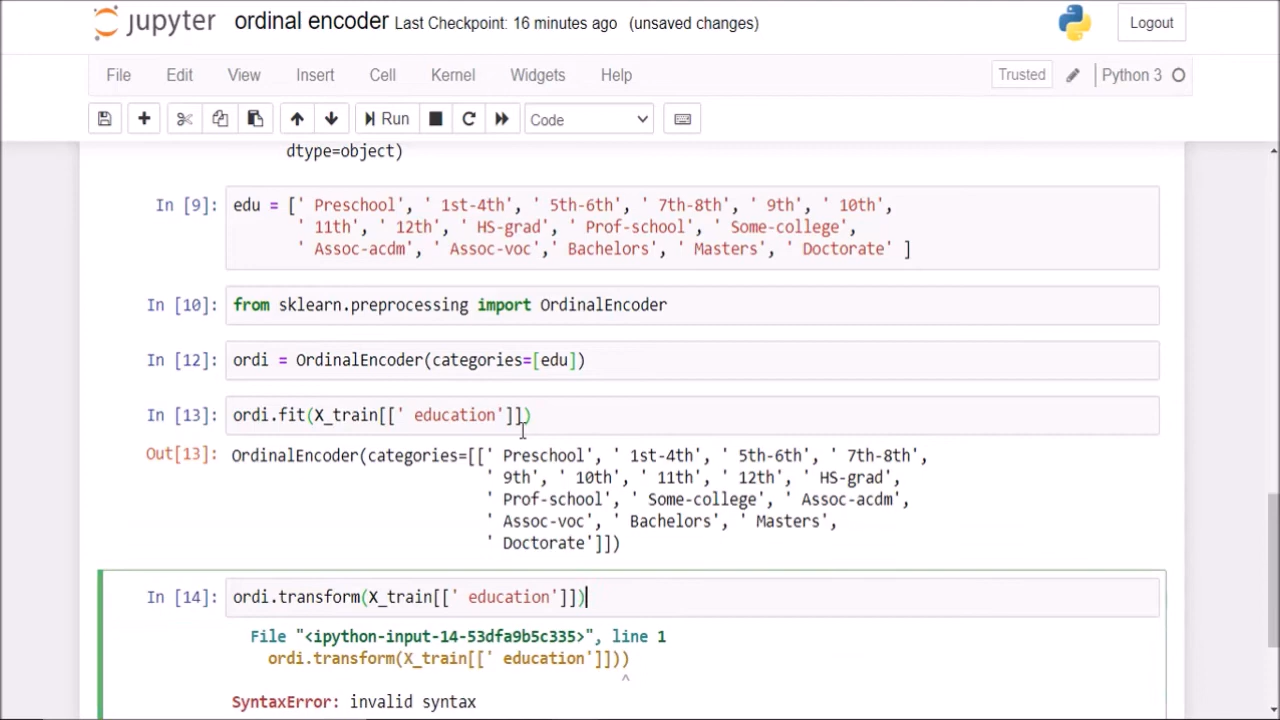 jupyter ordinal encoder Last Checkpoint: 16 minutes ago (unsaved changes) Logout
File Edit View Insert Cell Kernel Widgets Help Trusted Python 3
Run Code
dtype=object)
In [9]: edu = [' Preschool', ' 1st-4th', ' 5th-6th', ' 7th-8th', ' 9th', ' 10th',
' 11th', ' 12th', ' HS-grad', ' Prof-school', ' Some-college',
' Assoc-acdm', ' Assoc-voc',' Bachelors', ' Masters', ' Doctorate' ]
In [10]: from sklearn.preprocessing import OrdinalEncoder
In [12]: ordi = OrdinalEncoder(categories=[edu])
In [13]: ordi.fit(X_train[[' education']])
Out[13]: OrdinalEncoder(categories=[[' Preschool', ' 1st-4th', ' 5th-6th', ' 7th-8th',
' 9th', ' 10th', ' 11th', ' 12th', ' HS-grad',
' Prof-school', ' Some-college', ' Assoc-acdm',
' Assoc-voc', ' Bachelors', ' Masters',
' Doctorate']])
In [14]: ordi.transform(X_train[[' education']])
File "<ipython-input-14-53dfa9b5c335>", line 1
ordi.transform(X_train[[' education']]))
^
SyntaxError: invalid syntax